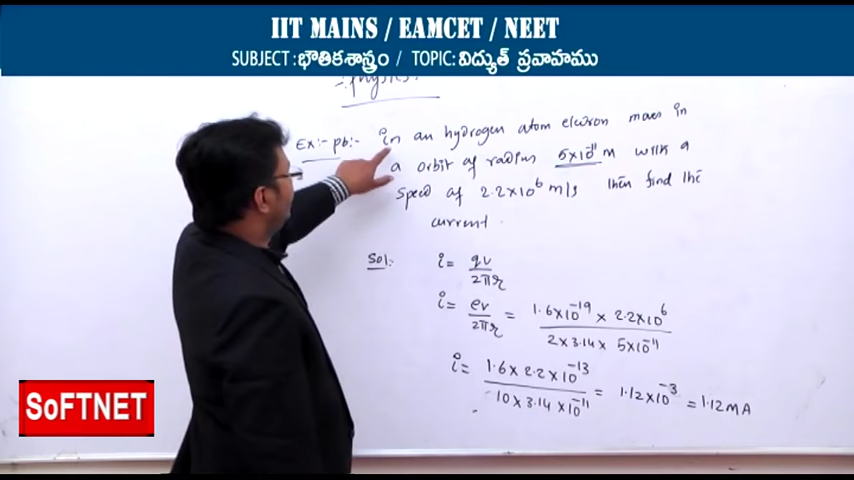 IIT MAINS / EAMCET / NEET
SUBJECT : భౌతికశాస్త్రం / TOPIC: విద్యుత్ ప్రవాహము
:- physics:
Ex:- pb:- in an hydrogen atom electron moves in
a orbit of radius 5×10⁻¹¹ m with a
speed of 2.2×10⁶ m/s then find the
current.
Sol: i = qv/2πr
i = ev/2πr = 1.6×10⁻¹⁹ × 2.2×10⁶ / 2×3.14× 5×10⁻¹¹
i = 1.6×2.2×10⁻¹³ / 10×3.14×10⁻¹¹ = 1.12×10⁻³ = 1.12 MA
SoFTNET